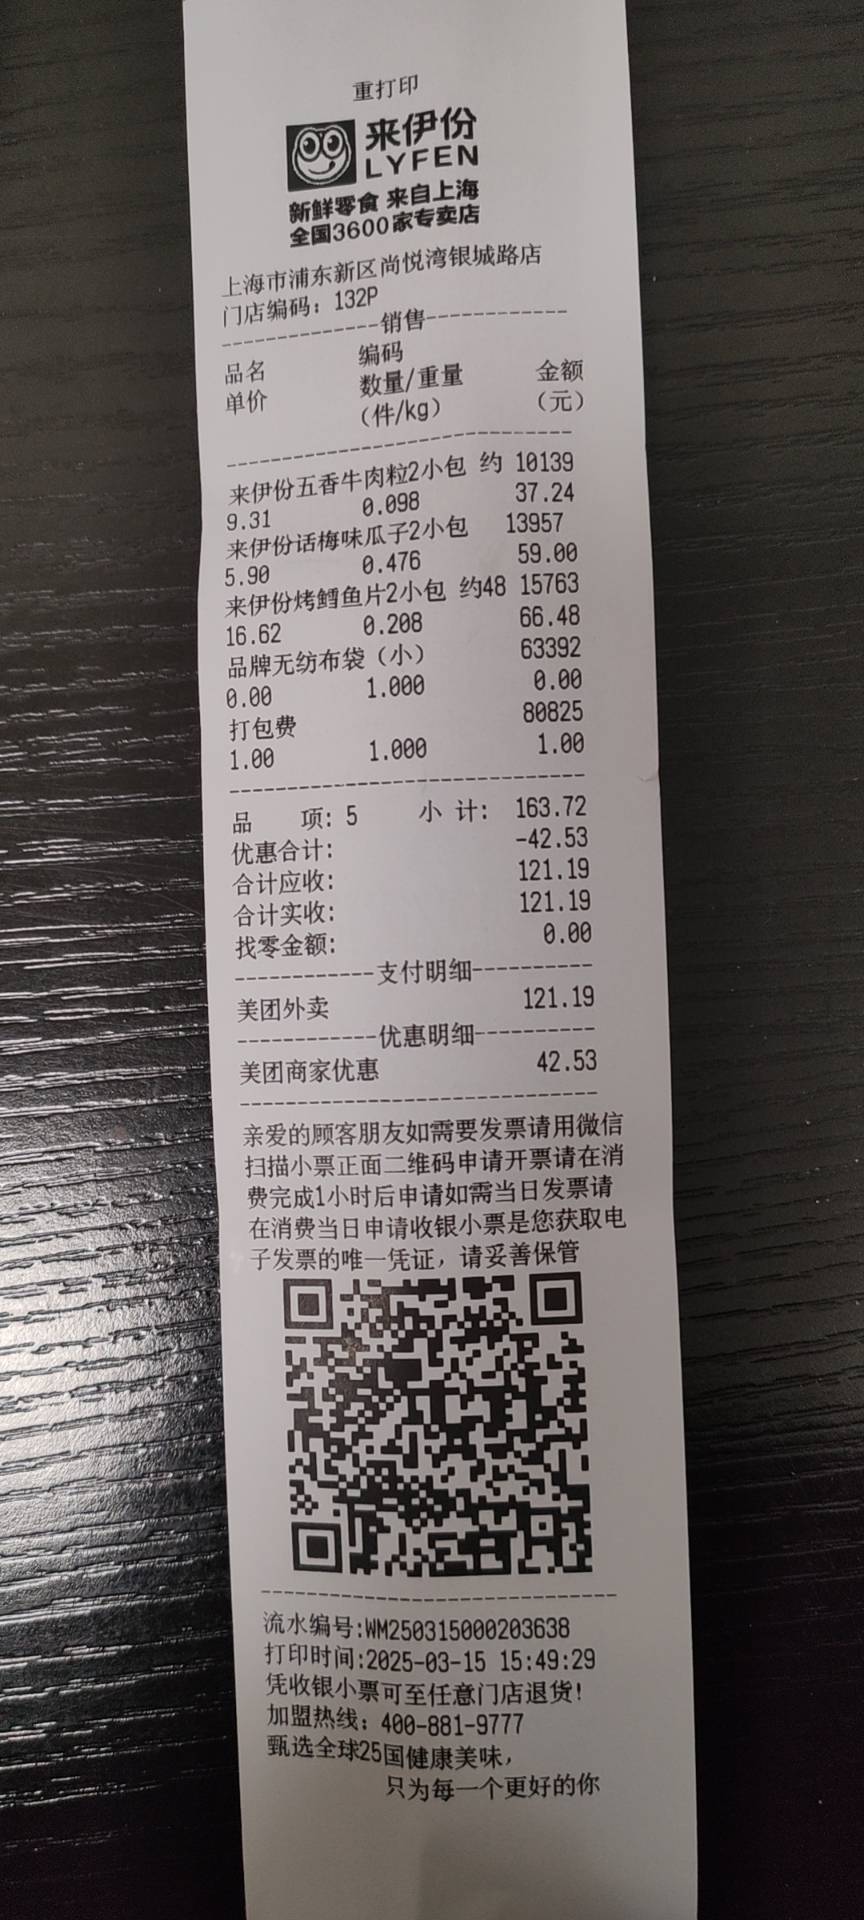 重打印
来伊份
LYFEN
新鲜零食 来自上海
全国3600家专卖店
上海市浦东新区尚悦湾银城路店
门店编码：132P
------------销售------------
品名 编码
单价 数量/重量 金额
（件/kg） （元）
来伊份五香牛肉粒2小包 约 10139
9.31 0.098 37.24
来伊份话梅味瓜子2小包 13957
5.90 0.476 59.00
来伊份烤鳕鱼片2小包 约48 15763
16.62 0.208 66.48
品牌无纺布袋（小） 63392
0.00 1.000 0.00
打包费 80825
1.00 1.000 1.00
品 项: 5 小 计: 163.72
优惠合计: -42.53
合计应收: 121.19
合计实收: 121.19
找零金额: 0.00
------------支付明细----------
美团外卖 121.19
------------优惠明细----------
美团商家优惠 42.53
亲爱的顾客朋友如需要发票请用微信
扫描小票正面二维码申请开票请在消
费完成1小时后申请如需当日发票请
在消费当日申请收银小票是您获取电
子发票的唯一凭证，请妥善保管
流水编号:WM250315000203638
打印时间:2025-03-15 15:49:29
凭收银小票可至任意门店退货!
加盟热线：400-881-9777
甄选全球25国健康美味，
只为每一个更好的你